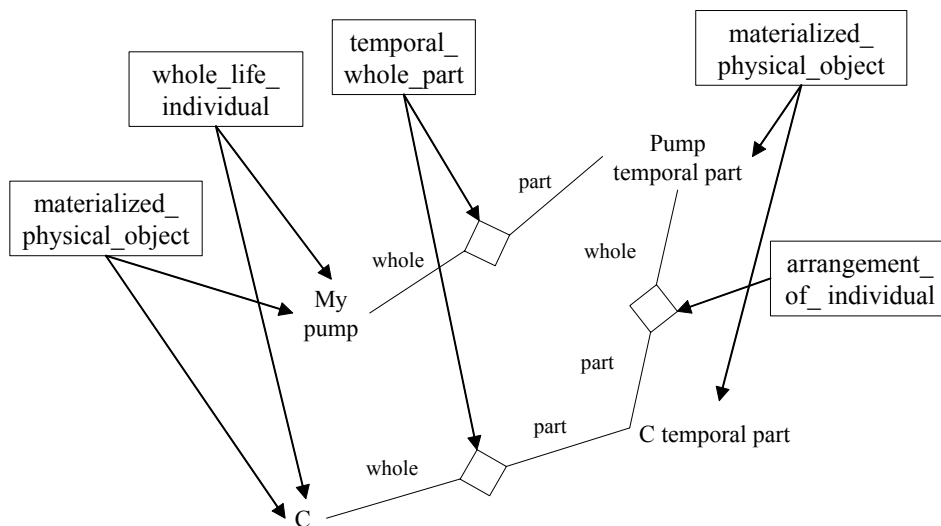 temporal_
whole_part
materialized_
physical_object
whole_life_
individual
Pump
temporal part
part
materialized_
physical_object
whole
whole
arrangement_
of_ individual
My
pump
part
part
C temporal part
whole
C